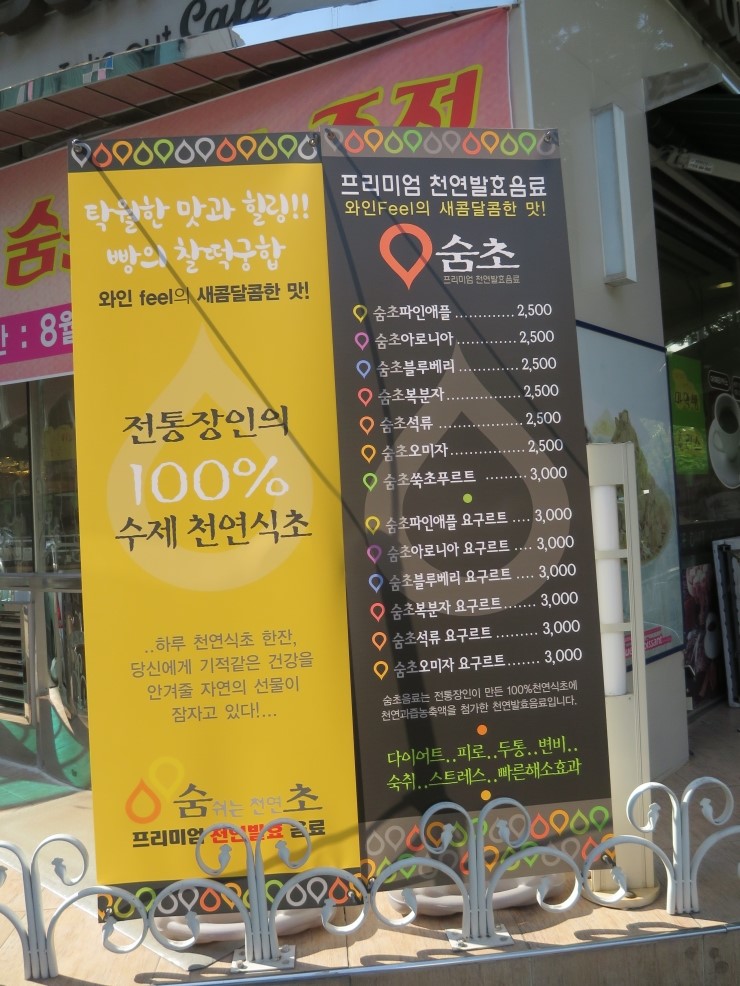 Cafe
탁월한 맛과 힐링!!
빵의 찰떡궁합
와인 feel의 새콤달콤한 맛!
전통장인의
100%
수제 천연식초
..하루 천연식초 한잔,
당신에게 기적같은 건강을
안겨줄 자연의 선물이
잠자고 있다!...
숨쉬는 천연초
프리미엄 천연발효 음료
프리미엄 천연발효음료
와인Feel의 새콤달콤한 맛!
숨초
프리미엄 천연발효음료
숨초파인애플 ............. 2,500
숨초아로니아 ............. 2,500
숨초블루베리 ............. 2,500
숨초복분자 ............... 2,500
숨초석류 ................. 2,500
숨초오미자 ............... 2,500
숨초쑥초푸르트 ........ 3,000
숨초파인애플 요구르트 .... 3,000
숨초아로니아 요구르트 .... 3,000
숨초블루베리 요구르트 .... 3,000
숨초복분자 요구르트 ....... 3,000
숨초석류 요구르트 ......... 3,000
숨초오미자 요구르트 ....... 3,000
숨초음료는 전통장인이 만든 100%천연식초에
천연과즙농축액을 첨가한 천연발효음료입니다.
다이어트..피로..두통..변비..
숙취..스트레스..빠른해소효과
숨
: 8월